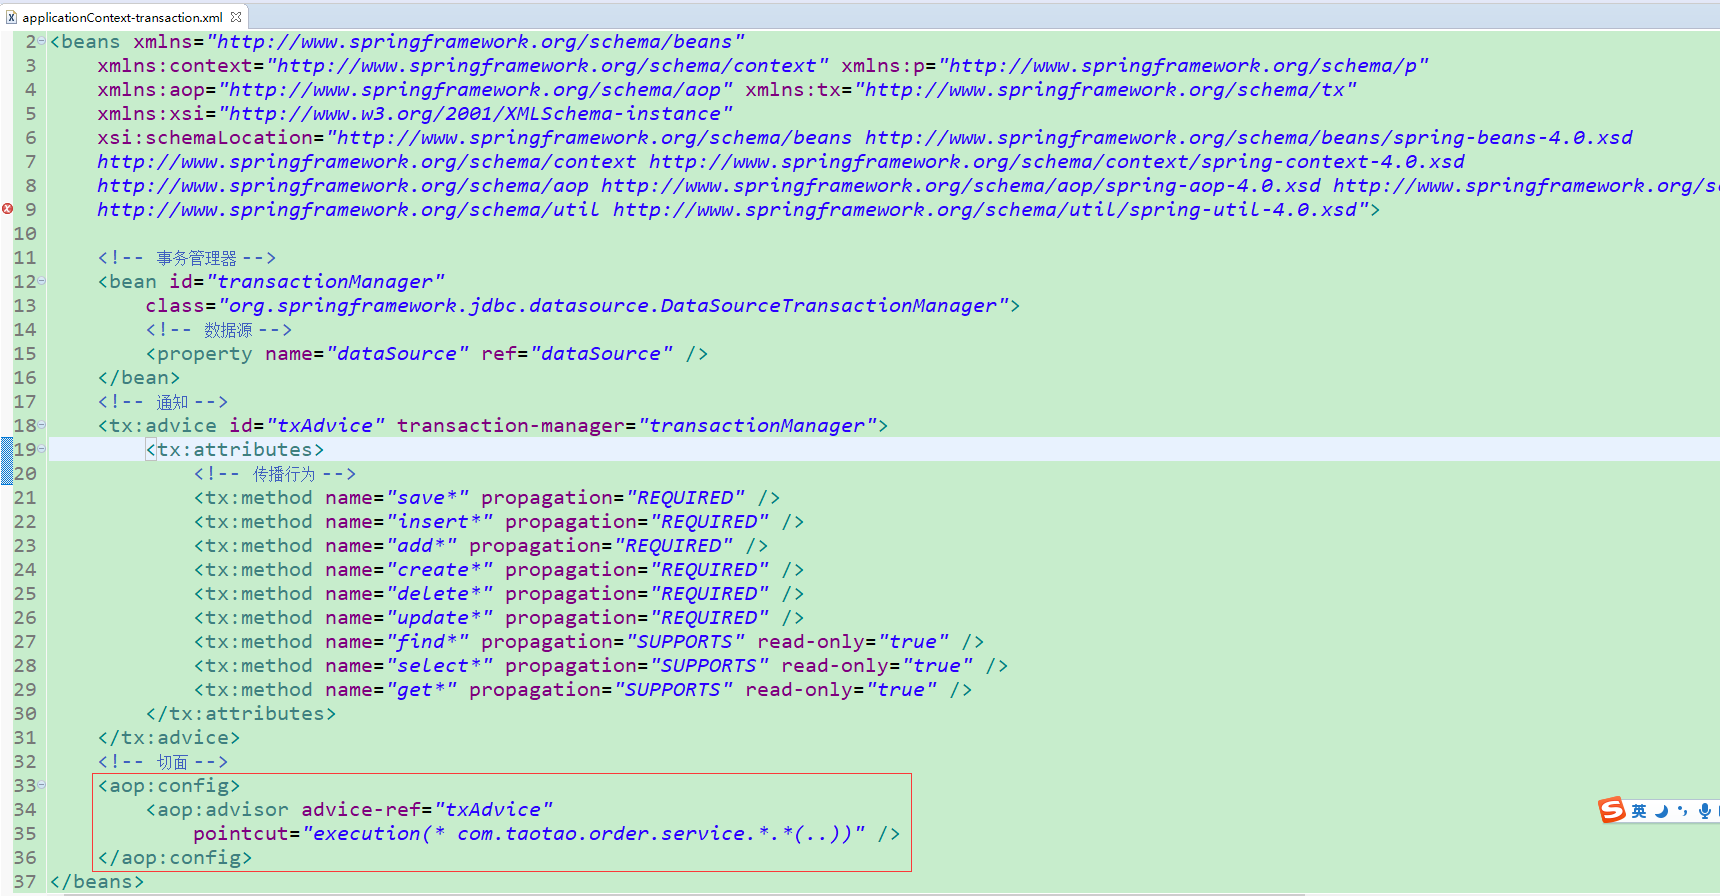 applicationContext-transaction.xml
2 <beans xmlns="http://www.springframework.org/schema/beans"
3 xmlns:context="http://www.springframework.org/schema/context" xmlns:p="http://www.springframework.org/schema/p"
4 xmlns:aop="http://www.springframework.org/schema/aop" xmlns:tx="http://www.springframework.org/schema/tx"
5 xmlns:xsi="http://www.w3.org/2001/XMLSchema-instance"
6 xsi:schemaLocation="http://www.springframework.org/schema/beans http://www.springframework.org/schema/beans/spring-beans-4.0.xsd
7 http://www.springframework.org/schema/context http://www.springframework.org/schema/context/spring-context-4.0.xsd
8 http://www.springframework.org/schema/aop http://www.springframework.org/schema/aop/spring-aop-4.0.xsd http://www.springframework.org/s
9 http://www.springframework.org/schema/util http://www.springframework.org/schema/util/spring-util-4.0.xsd">
10
11 <!-- 事务管理器 -->
12 <bean id="transactionManager"
13 class="org.springframework.jdbc.datasource.DataSourceTransactionManager">
14 <!-- 数据源 -->
15 <property name="dataSource" ref="dataSource" />
16 </bean>
17 <!-- 通知 -->
18 <tx:advice id="txAdvice" transaction-manager="transactionManager">
19 <tx:attributes>
20 <!-- 传播行为 -->
21 <tx:method name="save*" propagation="REQUIRED" />
22 <tx:method name="insert*" propagation="REQUIRED" />
23 <tx:method name="add*" propagation="REQUIRED" />
24 <tx:method name="create*" propagation="REQUIRED" />
25 <tx:method name="delete*" propagation="REQUIRED" />
26 <tx:method name="update*" propagation="REQUIRED" />
27 <tx:method name="find*" propagation="SUPPORTS" read-only="true" />
28 <tx:method name="select*" propagation="SUPPORTS" read-only="true" />
29 <tx:method name="get*" propagation="SUPPORTS" read-only="true" />
30 </tx:attributes>
31 </tx:advice>
32 <!-- 切面 -->
33 <aop:config>
34 <aop:advisor advice-ref="txAdvice"
35 pointcut="execution(* com.taotao.order.service.*.*(..))" />
36 </aop:config>
37 </beans>
英